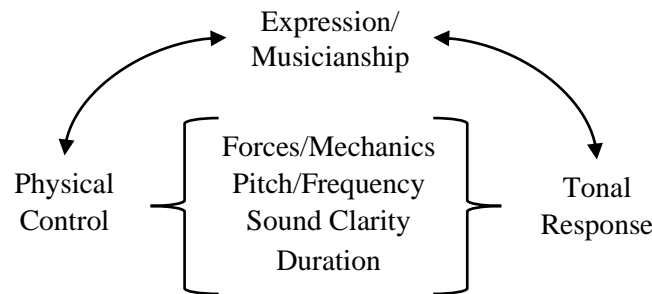 Expression/
Musicianship
Forces/Mechanics
Pitch/Frequency
Sound Clarity
Duration
Physical
Control
Tonal
Response